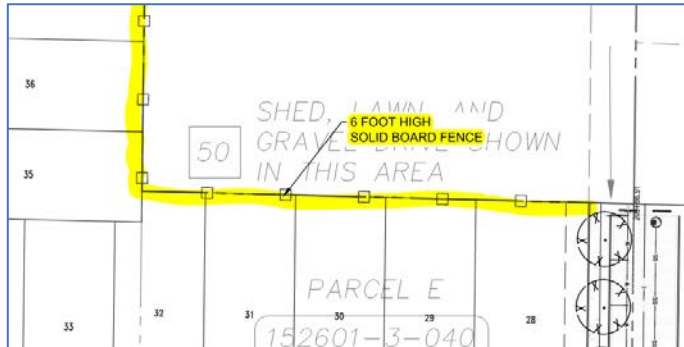 36
SHED, LAWN AND
6 FOOT HIGH
SOLID BOARD FENCE
50
GRAVEL DRIVE SHOWN
IN THIS AREA
35
PARCEL E
33
32
31
30
29
28
152601-3-040